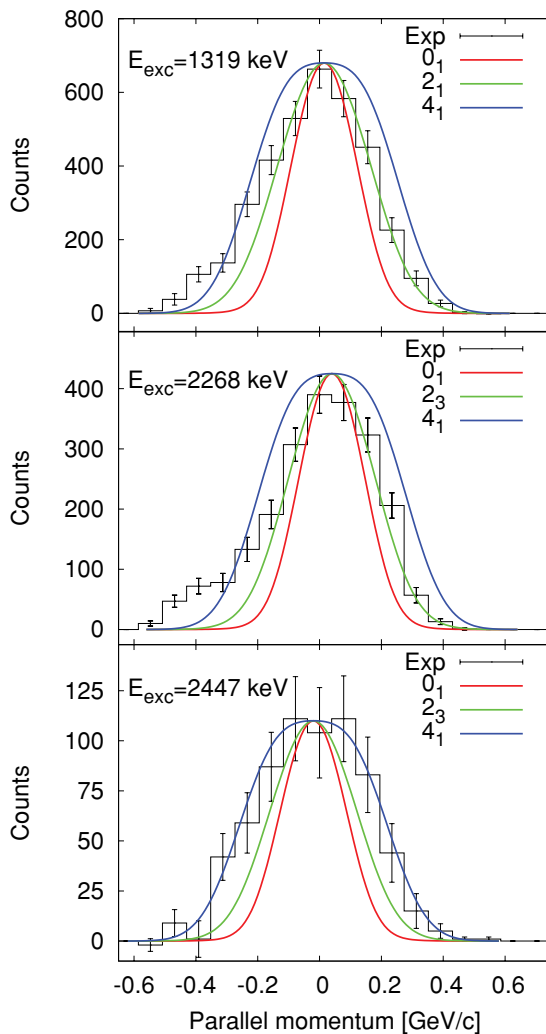 800
600
400
200
0
Counts
E_exc=1319 keV
Exp
0_1
2_1
4_1
400
300
200
100
0
Counts
E_exc=2268 keV
Exp
0_1
2_3
4_1
125
100
75
50
25
0
Counts
E_exc=2447 keV
Exp
0_1
2_3
4_1
-0.6 -0.4 -0.2 0 0.2 0.4 0.6
Parallel momentum [GeV/c]